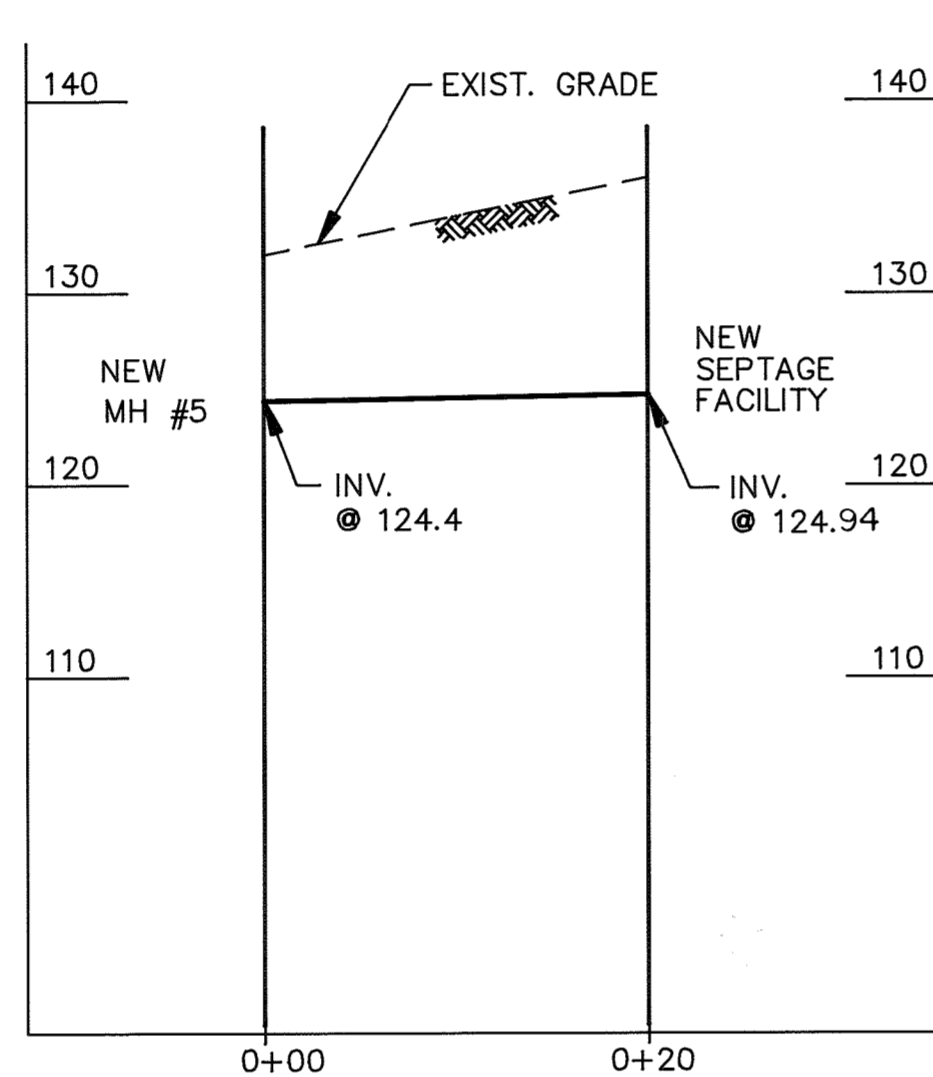 140
EXIST. GRADE
140
130
130
NEW
MH #5
NEW
SEPTAGE
FACILITY
120
INV.
@ 124.4
120
INV.
@ 124.94
110
110
0+00
0+20